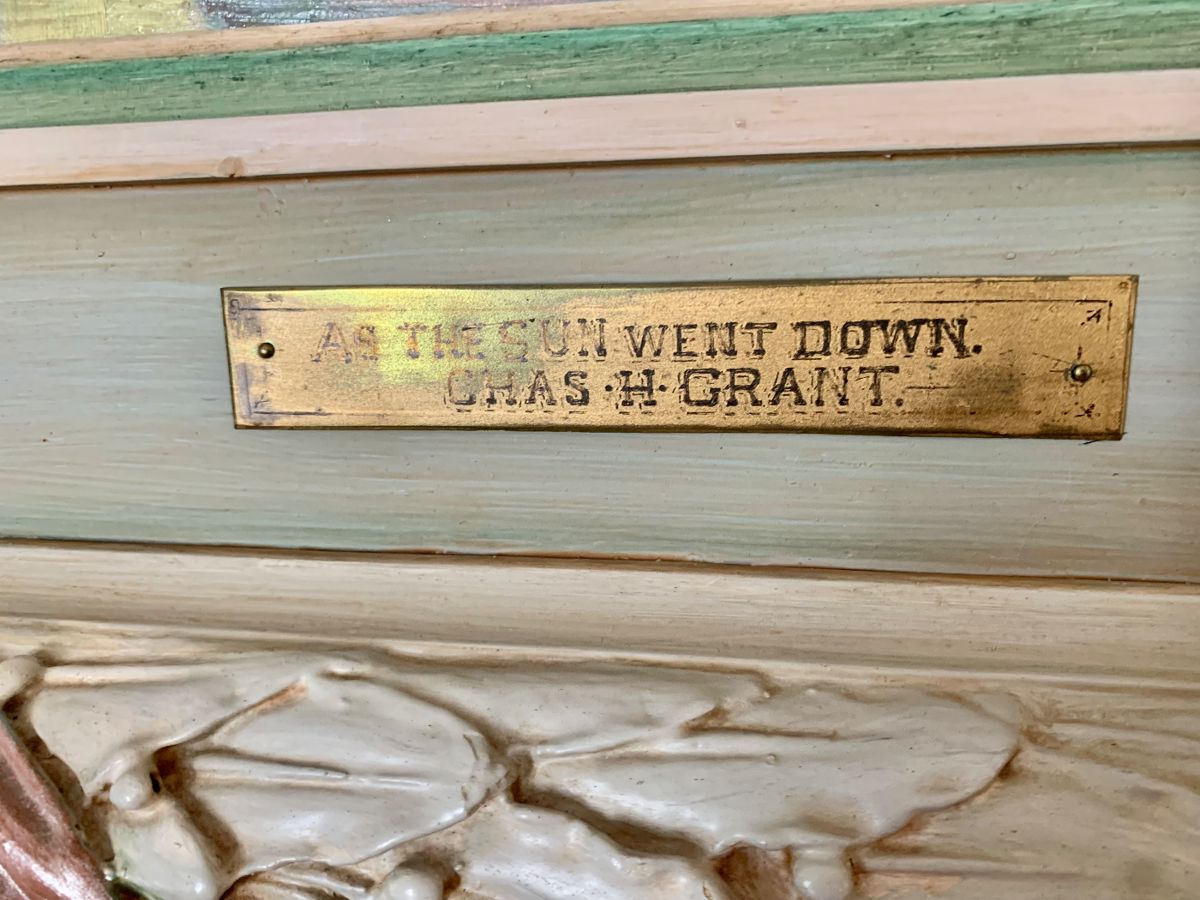 AS THE SUN WENT DOWN.
CHAS·H·GRANT.